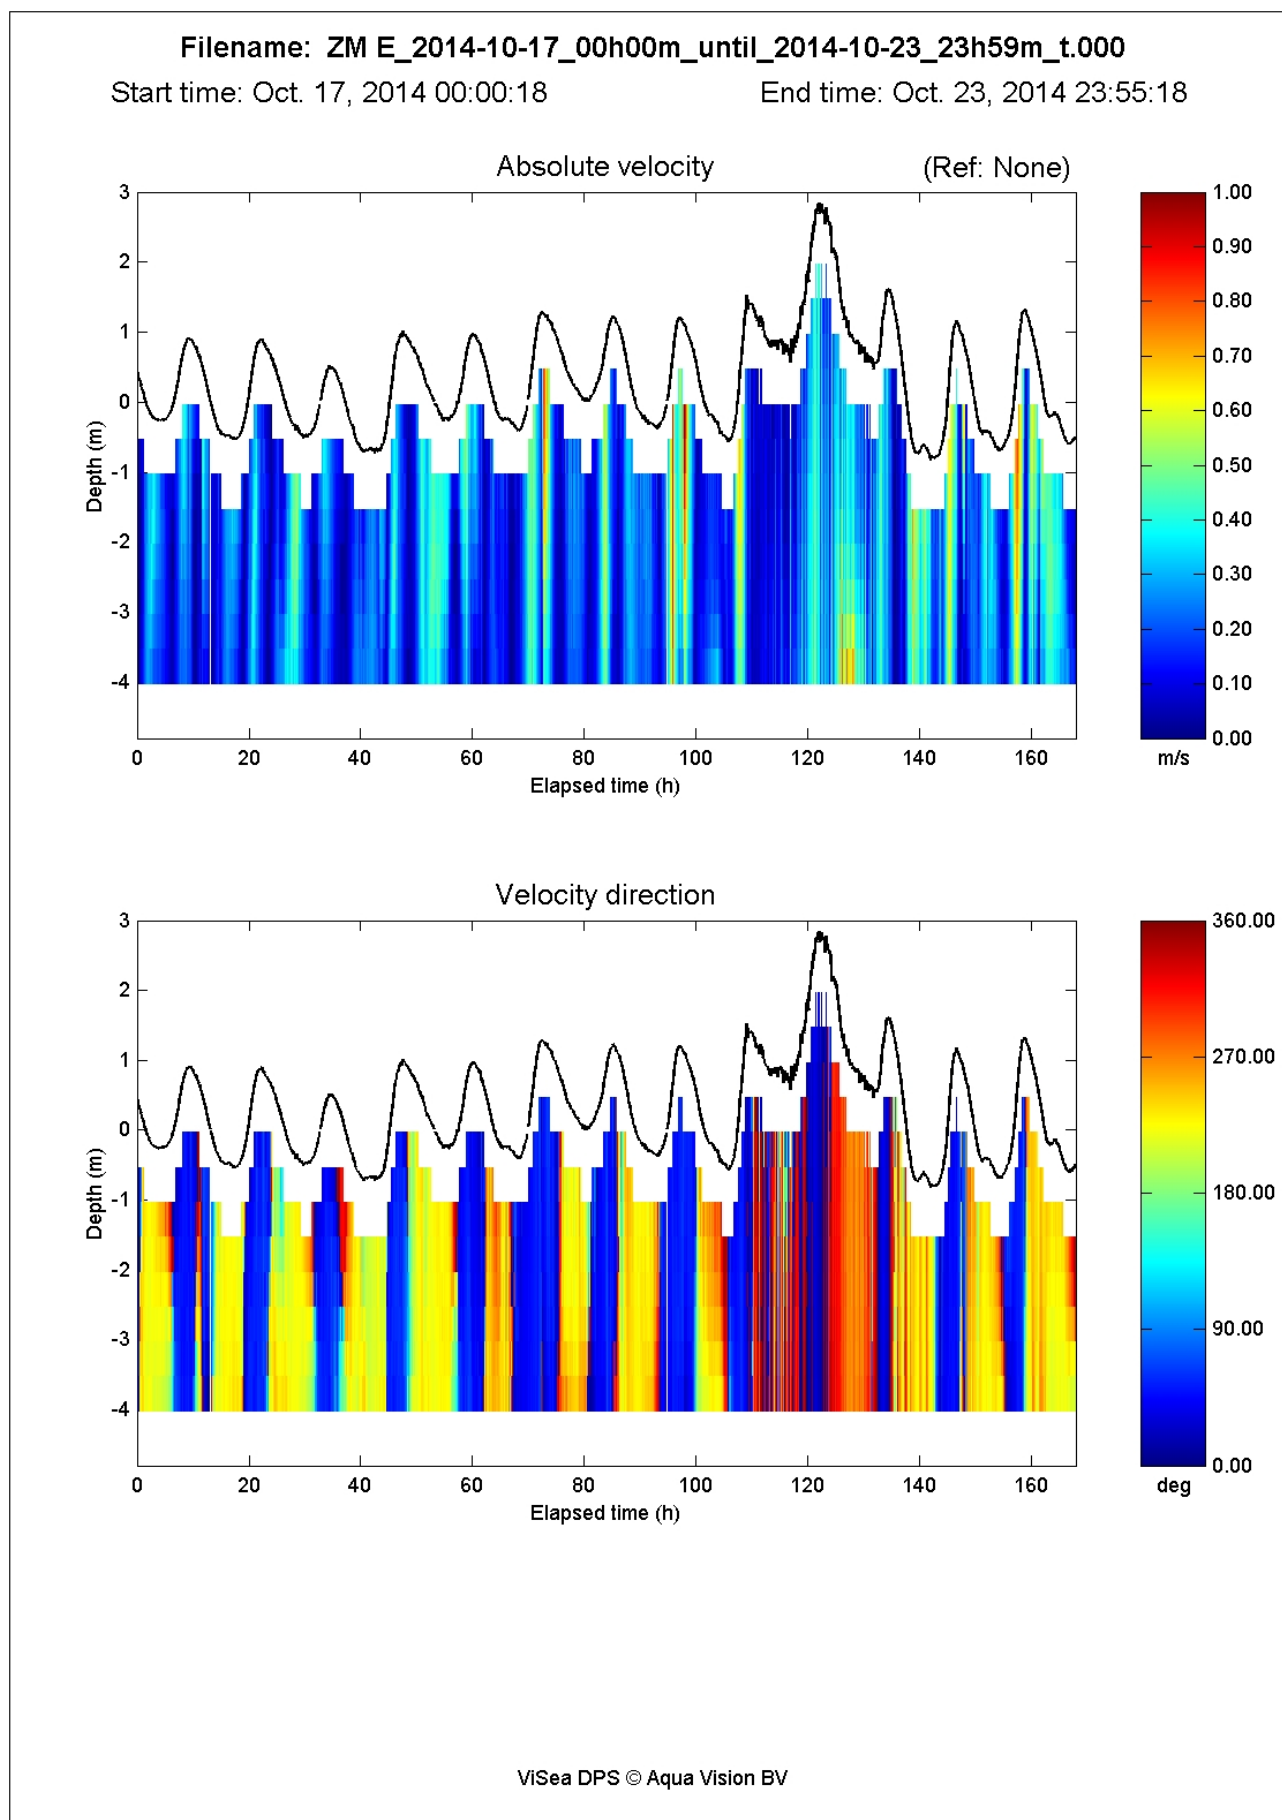 Filename: ZM E_2014-10-17_00h00m_until_2014-10-23_23h59m_t.000
Start time: Oct. 17, 2014 00:00:18 End time: Oct. 23, 2014 23:55:18
Absolute velocity (Ref: None)
3
2
1
0
-1
-2
-3
-4
Depth (m)
0 20 40 60 80 100 120 140 160
Elapsed time (h)
1.00
0.90
0.80
0.70
0.60
0.50
0.40
0.30
0.20
0.10
0.00
m/s
Velocity direction
3
2
1
0
-1
-2
-3
-4
Depth (m)
0 20 40 60 80 100 120 140 160
Elapsed time (h)
360.00
270.00
180.00
90.00
0.00
deg
ViSea DPS © Aqua Vision BV